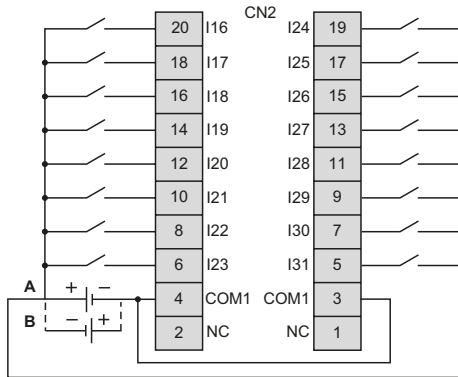 CN2
20 I16 I24 19
18 I17 I25 17
16 I18 I26 15
14 I19 I27 13
12 I20 I28 11
10 I21 I29 9
8 I22 I30 7
6 I23 I31 5
A + − 4 COM1 COM1 3
B − + 2 NC NC 1